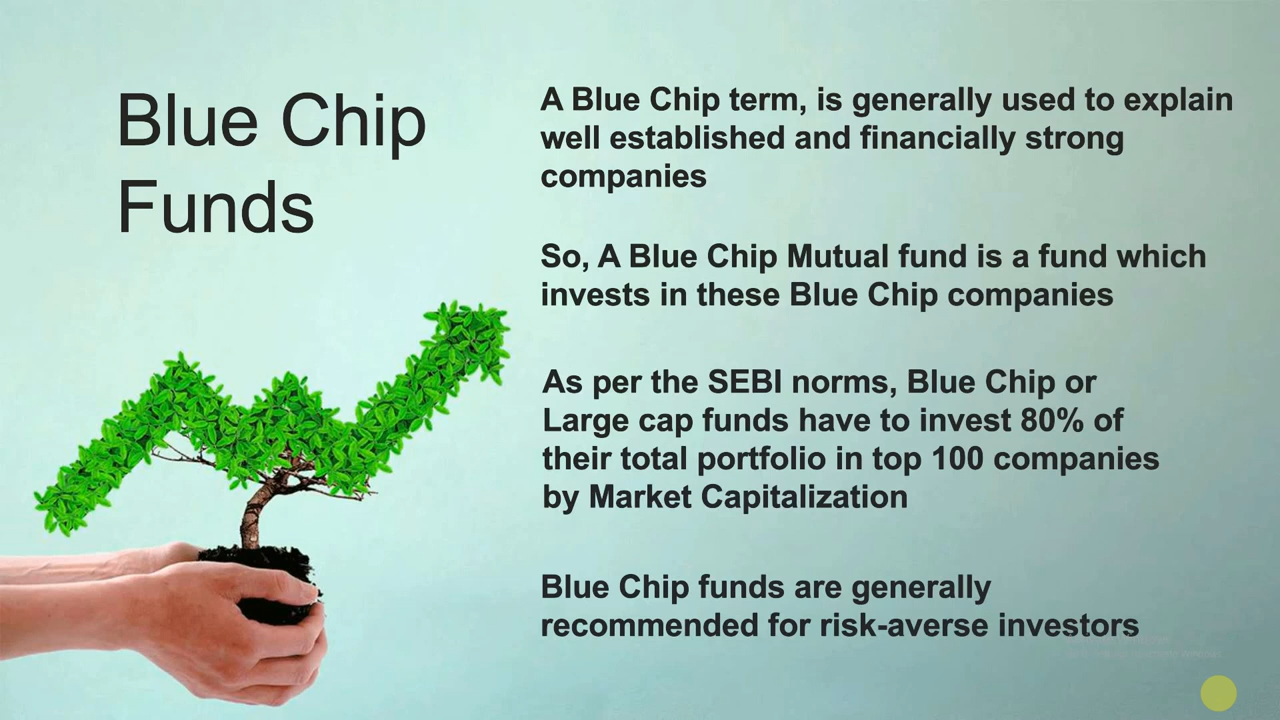 Blue Chip
Funds
A Blue Chip term, is generally used to explain
well established and financially strong
companies
So, A Blue Chip Mutual fund is a fund which
invests in these Blue Chip companies
As per the SEBI norms, Blue Chip or
Large cap funds have to invest 80% of
their total portfolio in top 100 companies
by Market Capitalization
Blue Chip funds are generally
recommended for risk-averse investors